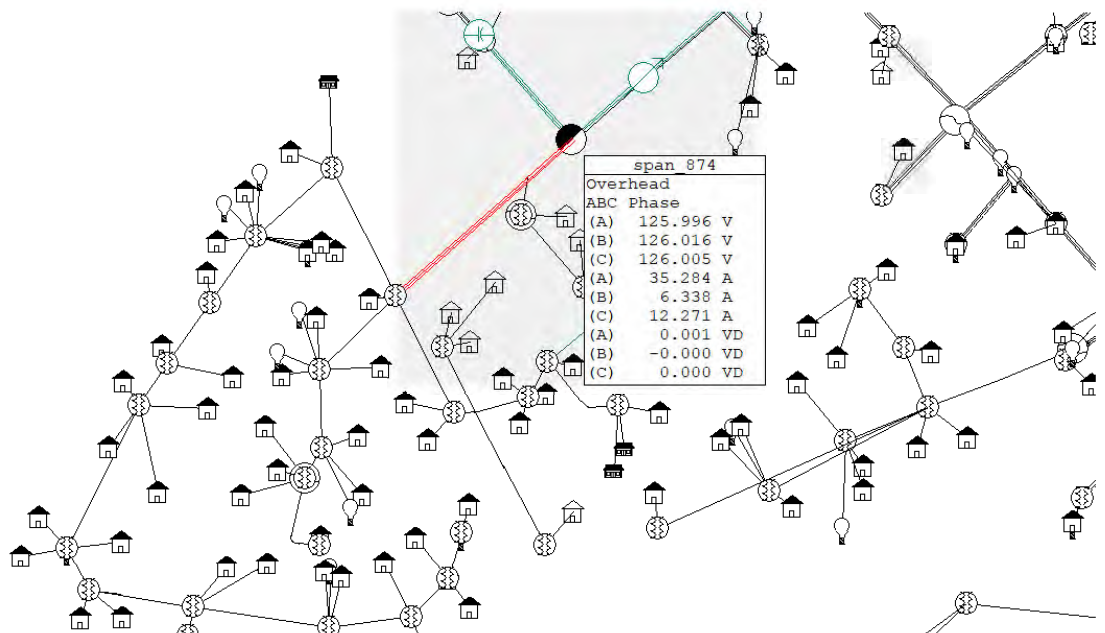 span_874
Overhead
ABC Phase
(A) 125.996 V
(B) 126.016 V
(C) 126.005 V
(A) 35.284 A
(B) 6.338 A
(C) 12.271 A
(A) 0.001 VD
(B) -0.000 VD
(C) 0.000 VD